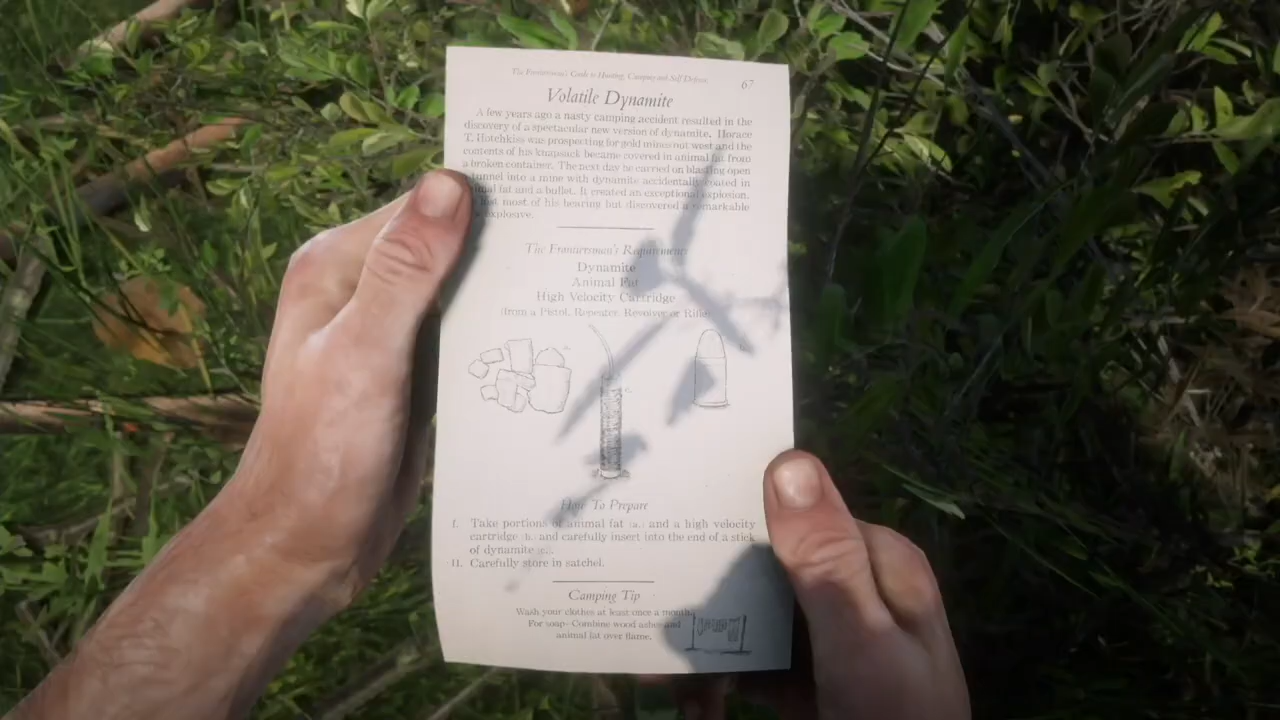 The Frontiersman's Guide to Hunting, Camping and Self Defense
67
Volatile Dynamite
A few years ago a nasty camping accident resulted in the
discovery of a spectacular new version of dynamite. Horace
T. Hotchkiss was prospecting for gold mines out west and the
contents of his knapsack became covered in animal fat from
a broken container. The next day he carried on blasting open
tunnel into a mine with dynamite accidentally coated in
animal fat and a bullet. It created an exceptional explosion.
lost most of his hearing but discovered a remarkable
explosive.
The Frontiersman's Requirements
Dynamite
Animal Fat
High Velocity Cartridge
(from a Pistol, Repeater, Revolver or Rifle)
How To Prepare
I. Take portions of animal fat (a.) and a high velocity
cartridge (b.) and carefully insert into the end of a stick
of dynamite (c.).
II. Carefully store in satchel.
Camping Tip
Wash your clothes at least once a month.
For soap- Combine wood ashes and
animal fat over flame.